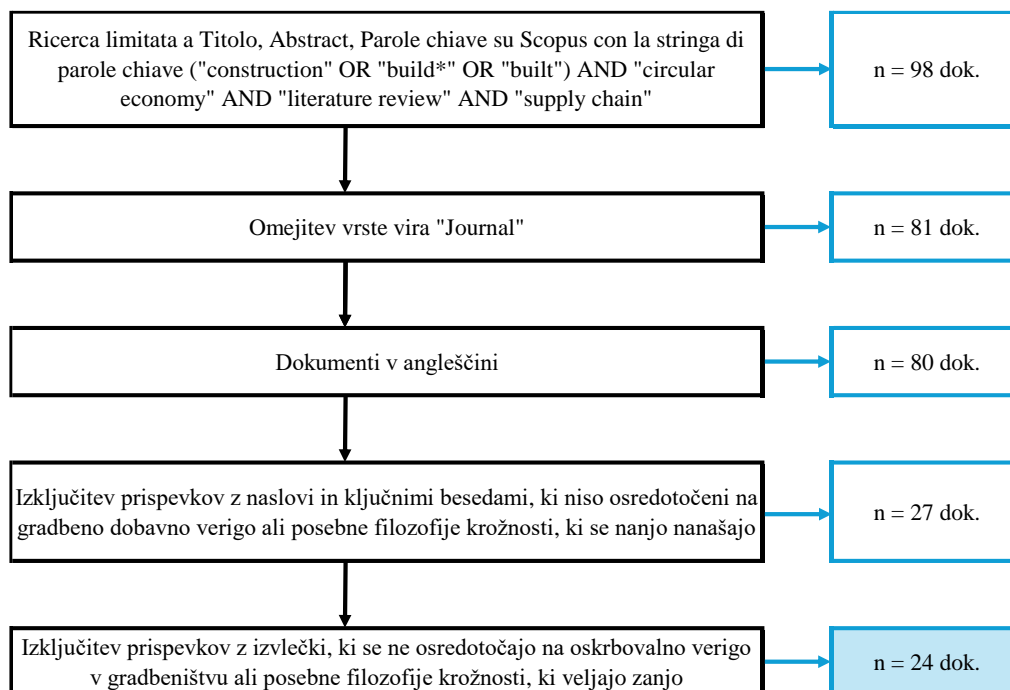 Ricerca limitata a Titolo, Abstract, Parole chiave su Scopus con la stringa di
parole chiave ("construction" OR "build*" OR "built") AND "circular
economy" AND "literature review" AND "supply chain"
n = 98 dok.
Omejitev vrste vira "Journal"
n = 81 dok.
Dokumenti v angleščini
n = 80 dok.
Izključitev prispevkov z naslovi in ključnimi besedami, ki niso osredotočeni na
gradbeno dobavno verigo ali posebne filozofije krožnosti, ki se nanjo nanašajo
n = 27 dok.
Izključitev prispevkov z izvlečki, ki se ne osredotočajo na oskrbovalno verigo
v gradbeništvu ali posebne filozofije krožnosti, ki veljajo zanjo
n = 24 dok.